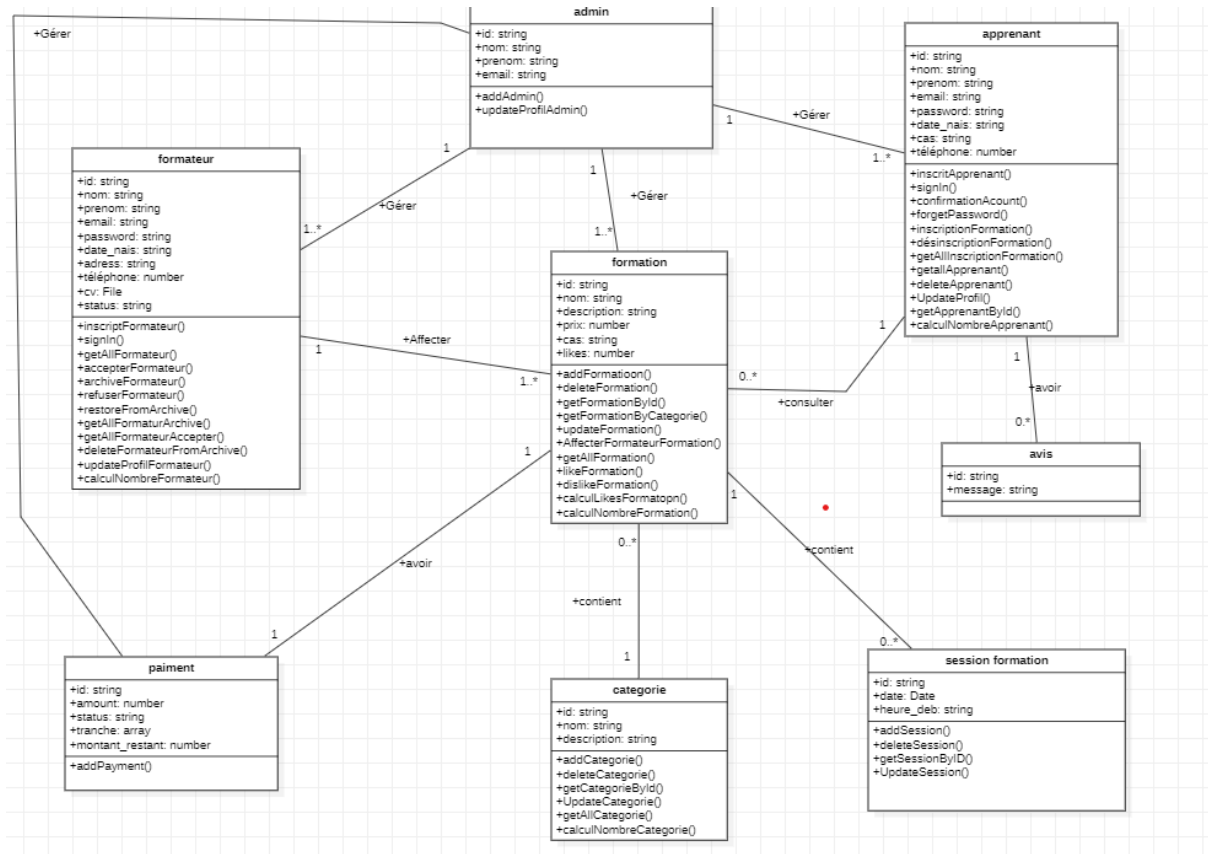 admin
+id: string
+nom: string
+prenom: string
+email: string
+addAdmin()
+updateProfilAdmin()
+Gérer
apprenant
+id: string
+nom: string
+prenom: string
+email: string
+password: string
+date_nais: string
+cas: string
+téléphone: number
+inscritApprenant()
+signIn()
+confirmationAcount()
+forgetPassword()
+inscriptionFormation()
+désinscriptionFormation()
+getAllInscriptionFormation()
+getallApprenant()
+deleteApprenant()
+UpdateProfil()
+getApprenantById()
+calculNombreApprenant()
1
+Gérer
1..*
formateur
+id: string
+nom: string
+prenom: string
+email: string
+password: string
+date_nais: string
+adress: string
+téléphone: number
+cv: File
+status: string
+inscriptFormateur()
+signIn()
+getAllFormateur()
+accepterFormateur()
+archiveFormateur()
+refuserFormateur()
+restoreFromArchive()
+getAllFormaturArchive()
+getAllFormateurAccepter()
+deleteFormateurFromArchive()
+updateProfilFormateur()
+calculNombreFormateur()
1
+Gérer
1..*
1
+Gérer
1..*
formation
+id: string
+nom: string
+description: string
+prix: number
+cas: string
+likes: number
+addFormatioon()
+deleteFormation()
+getFormationById()
+getFormationByCategorie()
+updateFormation()
+AffecterFormateurFormation()
+getAllFormation()
+likeFormation()
+dislikeFormation()
+calculLikesFormatopn()
+calculNombreFormation()
1
+Affecter
1..*
1
0..*
+consulter
1
+avoir
0..*
avis
+id: string
+message: string
1
+avoir
1
1
+contient
0..*
0..*
+contient
1
paiment
+id: string
+amount: number
+status: string
+tranche: array
+montant_restant: number
+addPayment()
categorie
+id: string
+nom: string
+description: string
+addCategorie()
+deleteCategorie()
+getCategorieById()
+UpdateCategorie()
+getAllCategorie()
+calculNombreCategorie()
session formation
+id: string
+date: Date
+heure_deb: string
+addSession()
+deleteSession()
+getSessionByID()
+UpdateSession()